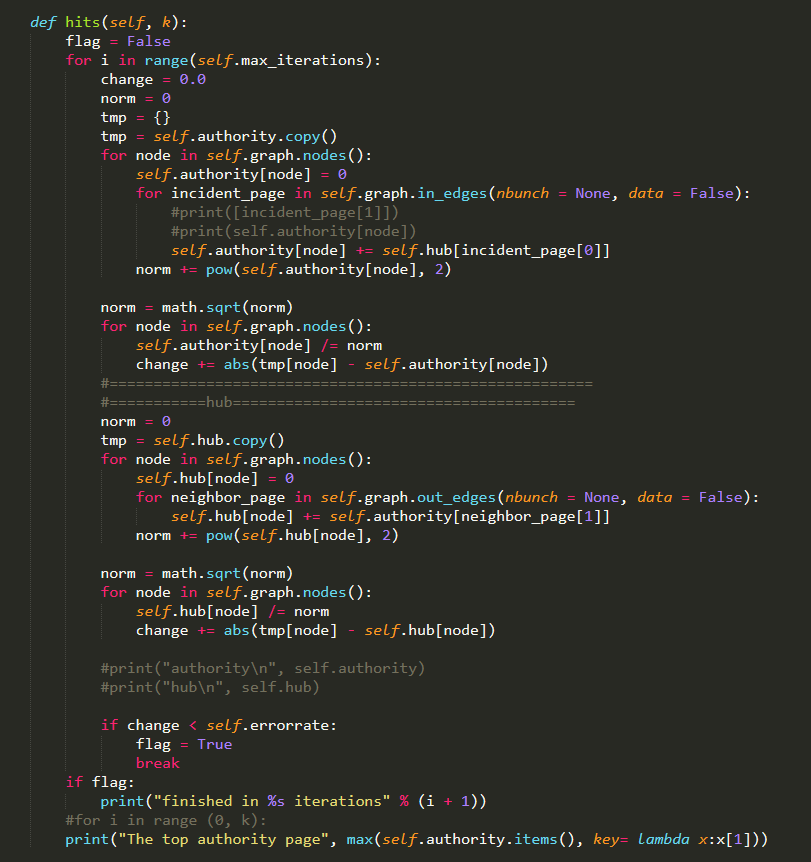 def hits(self, k):
    flag = False
    for i in range(self.max_iterations):
        change = 0.0
        norm = 0
        tmp = {}
        tmp = self.authority.copy()
        for node in self.graph.nodes():
            self.authority[node] = 0
            for incident_page in self.graph.in_edges(nbunch = None, data = False):
                #print([incident_page[1]])
                #print(self.authority[node])
                self.authority[node] += self.hub[incident_page[0]]
            norm += pow(self.authority[node], 2)

        norm = math.sqrt(norm)
        for node in self.graph.nodes():
            self.authority[node] /= norm
            change += abs(tmp[node] - self.authority[node])
        #=======================================================
        #===========hub=======================================
        norm = 0
        tmp = self.hub.copy()
        for node in self.graph.nodes():
            self.hub[node] = 0
            for neighbor_page in self.graph.out_edges(nbunch = None, data = False):
                self.hub[node] += self.authority[neighbor_page[1]]
            norm += pow(self.hub[node], 2)

        norm = math.sqrt(norm)
        for node in self.graph.nodes():
            self.hub[node] /= norm
            change += abs(tmp[node] - self.hub[node])

        #print("authority\n", self.authority)
        #print("hub\n", self.hub)

        if change < self.errorrate:
            flag = True
            break
    if flag:
        print("finished in %s iterations" % (i + 1))
    #for i in range (0, k):
    print("The top authority page", max(self.authority.items(), key= lambda x:x[1]))